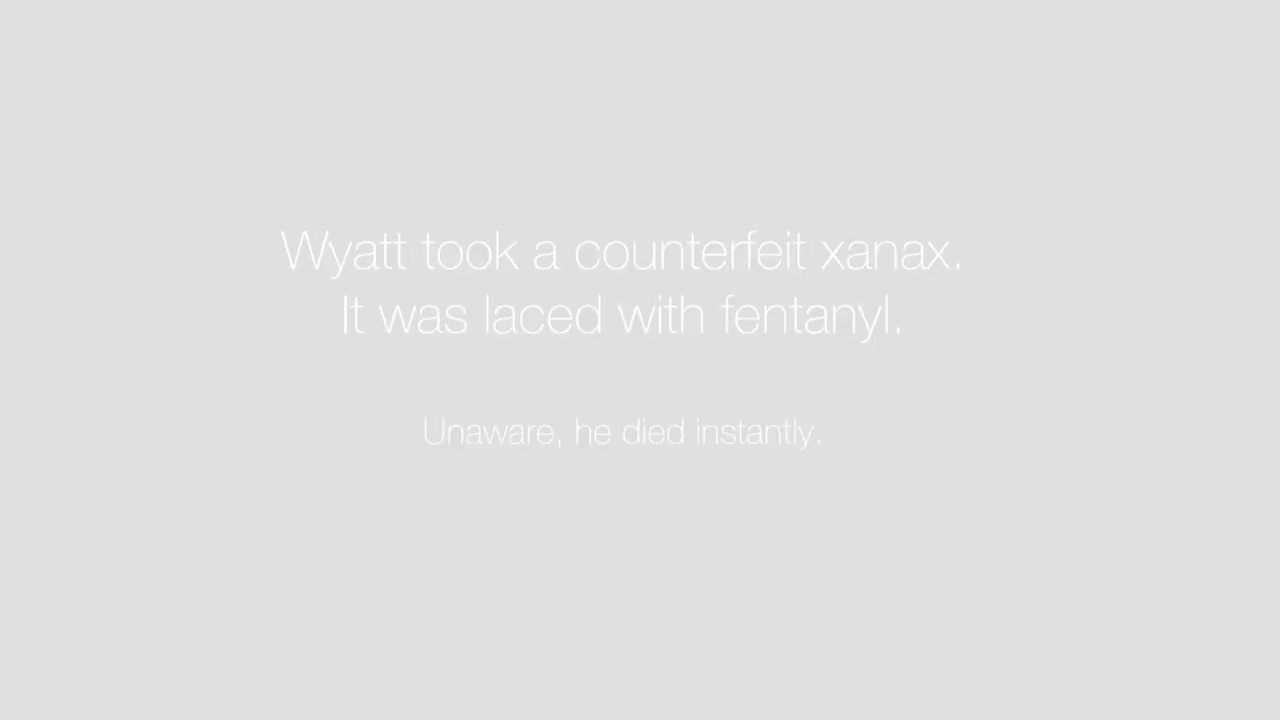 Wyatt took a counterfeit xanax.
It was laced with fentanyl.
Unaware, he died instantly.